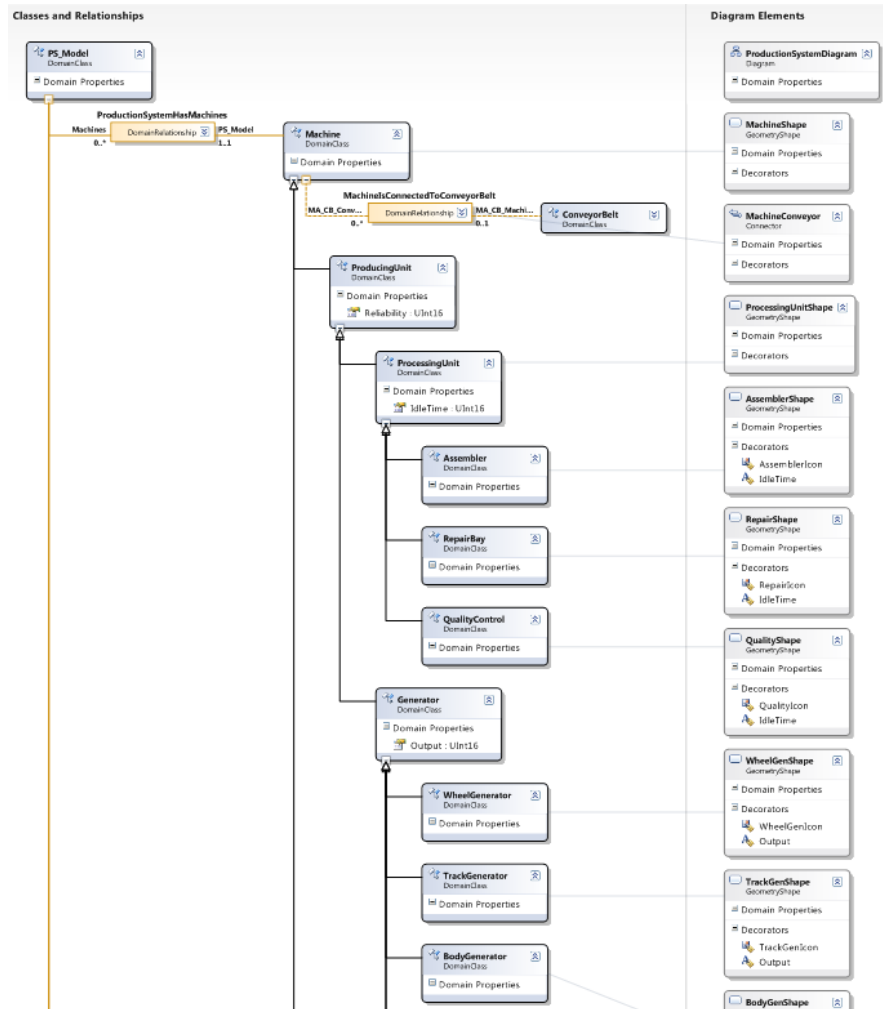 Classes and Relationships
Diagram Elements
PS_Model
DomainClass
Domain Properties
ProductionSystemHasMachines
Machines
DomainRelationship
PS_Model
0..*
1..1
Machine
DomainClass
Domain Properties
MachineIsConnectedToConveyorBelt
MA_CB_Conv...
DomainRelationship
MA_CB_Machi...
0..*
0..1
ConveyorBelt
DomainClass
ProducingUnit
DomainClass
Domain Properties
Reliability : UInt16
ProcessingUnit
DomainClass
Domain Properties
IdleTime : UInt16
Assembler
DomainClass
Domain Properties
RepairBay
DomainClass
Domain Properties
QualityControl
DomainClass
Domain Properties
Generator
DomainClass
Domain Properties
Output : UInt16
WheelGenerator
DomainClass
Domain Properties
TrackGenerator
DomainClass
Domain Properties
BodyGenerator
DomainClass
Domain Properties
ProductionSystemDiagram
Diagram
Domain Properties
MachineShape
GeometryShape
Domain Properties
Decorators
MachineConveyor
Connector
Domain Properties
Decorators
ProcessingUnitShape
GeometryShape
Domain Properties
Decorators
AssemblerShape
GeometryShape
Domain Properties
Decorators
AssemblerIcon
IdleTime
RepairShape
GeometryShape
Domain Properties
Decorators
RepairIcon
IdleTime
QualityShape
GeometryShape
Domain Properties
Decorators
QualityIcon
IdleTime
WheelGenShape
GeometryShape
Domain Properties
Decorators
WheelGenIcon
Output
TrackGenShape
GeometryShape
Domain Properties
Decorators
TrackGenIcon
Output
BodyGenShape